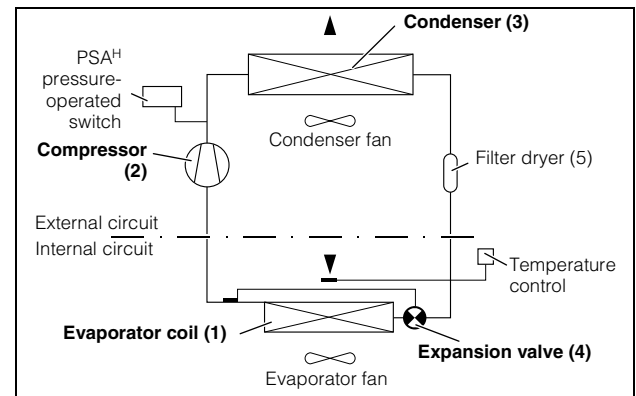 Condenser (3)
PSAH
pressure-
operated
switch
Condenser fan
Compressor
(2)
Filter dryer (5)
External circuit
Internal circuit
Temperature
control
Evaporator coil (1)
Expansion valve (4)
Evaporator fan